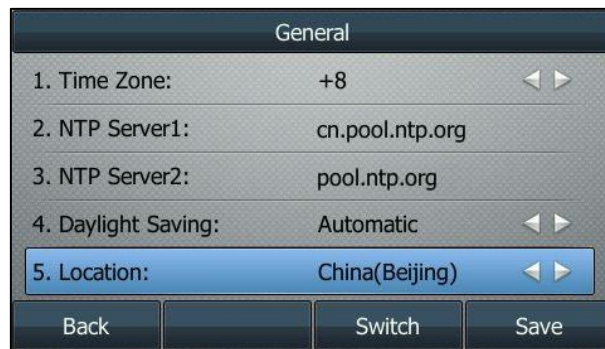 General
1. Time Zone: +8
2. NTP Server1: cn.pool.ntp.org
3. NTP Server2: pool.ntp.org
4. Daylight Saving: Automatic
5. Location: China(Beijing)
Back Switch Save